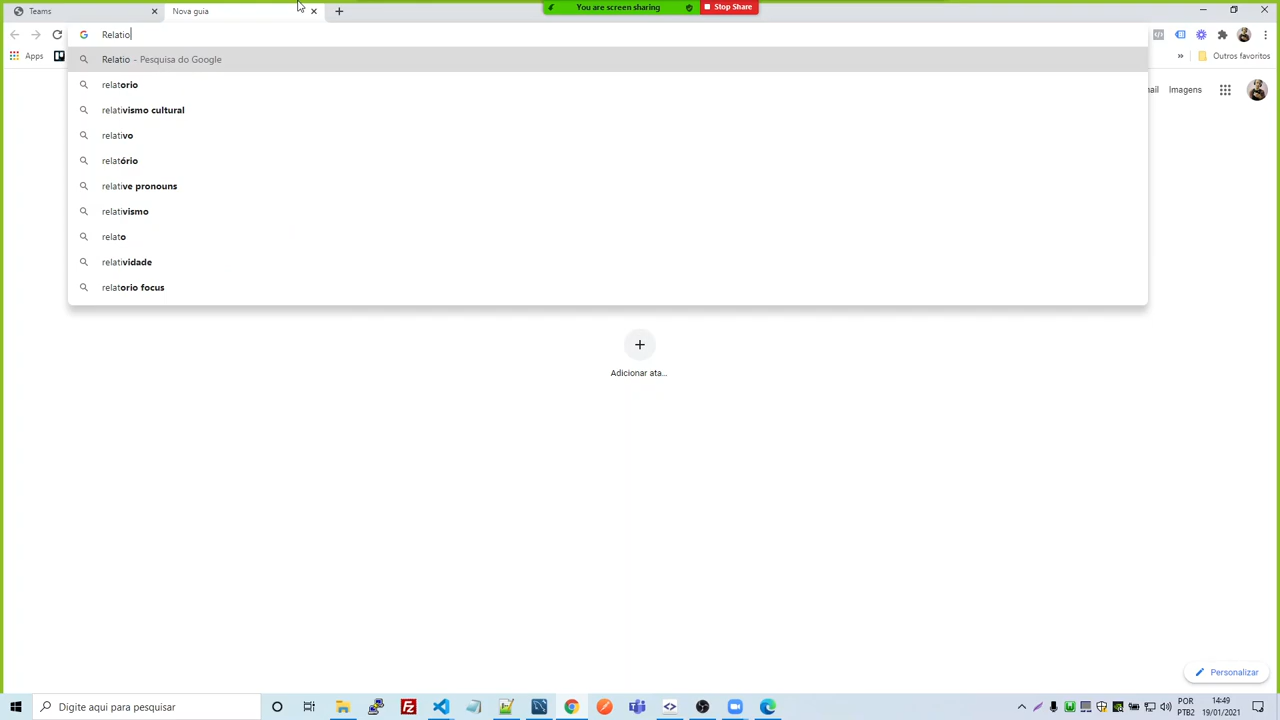 Teams
Nova guia
You are screen sharing
Stop Share
Relatio
Apps
Outros favoritos
Relatio - Pesquisa do Google
relatorio
relativismo cultural
relativo
relatório
relative pronouns
relativismo
relato
relatividade
relatorio focus
ail
Imagens
Adicionar ata...
Personalizar
Digite aqui para pesquisar
POR
PTB2
14:49
19/01/2021